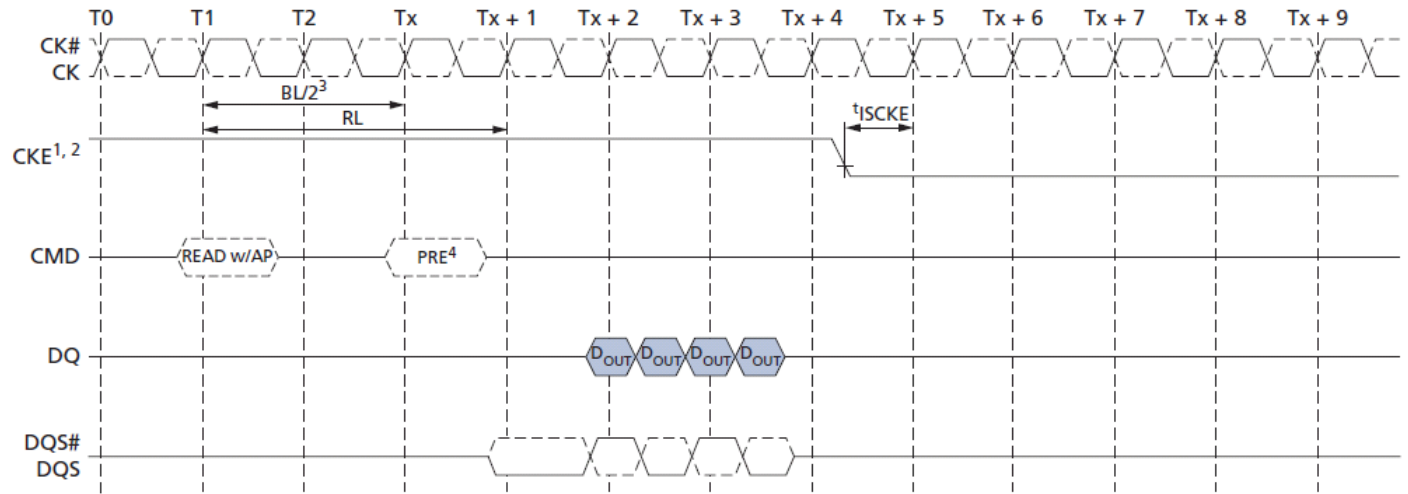 T0 T1 T2 Tx Tx + 1 Tx + 2 Tx + 3 Tx + 4 Tx + 5 Tx + 6 Tx + 7 Tx + 8 Tx + 9
CK#
CK
BL/2³
RL
ᵗISCKE
CKE¹, ²
CMD READ w/AP PRE⁴
DQ DOUT DOUT DOUT DOUT
DQS#
DQS